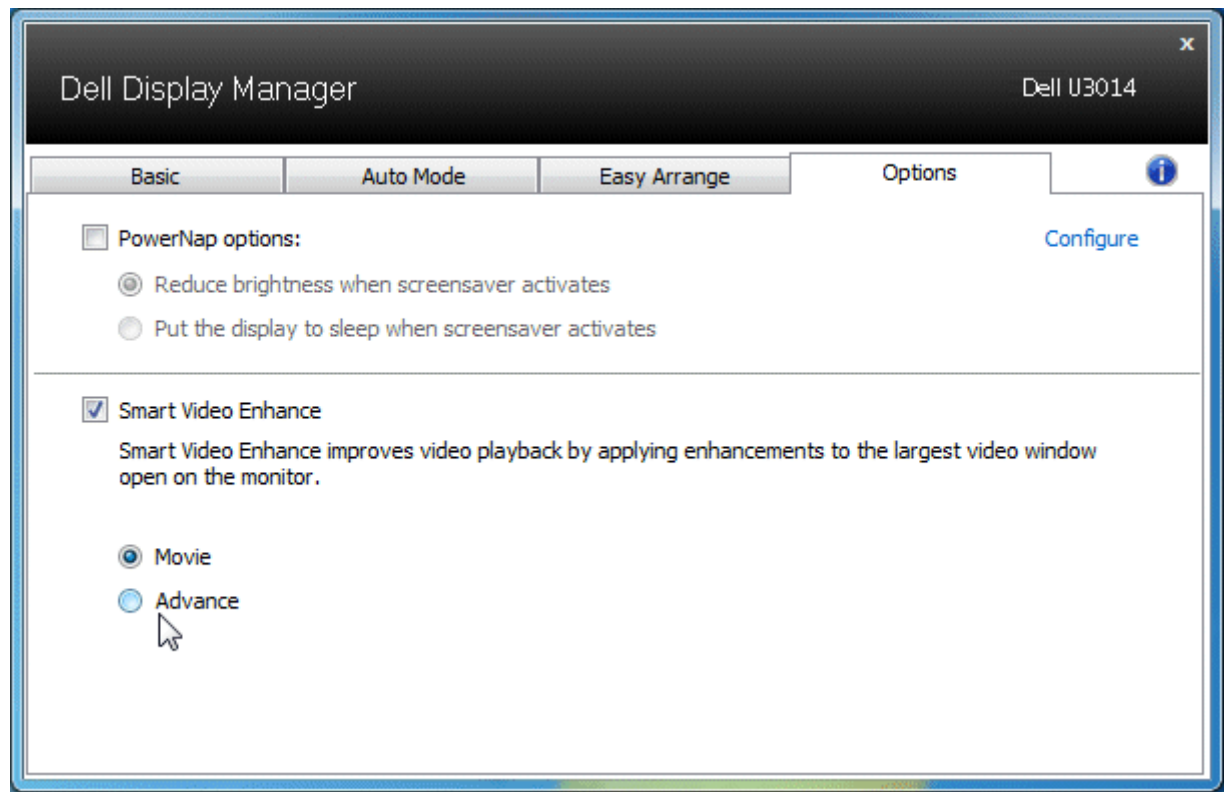 x
Dell Display Manager
Dell U3014
Basic
Auto Mode
Easy Arrange
Options
i
PowerNap options:
Configure
Reduce brightness when screensaver activates
Put the display to sleep when screensaver activates
Smart Video Enhance
Smart Video Enhance improves video playback by applying enhancements to the largest video window
open on the monitor.
Movie
Advance